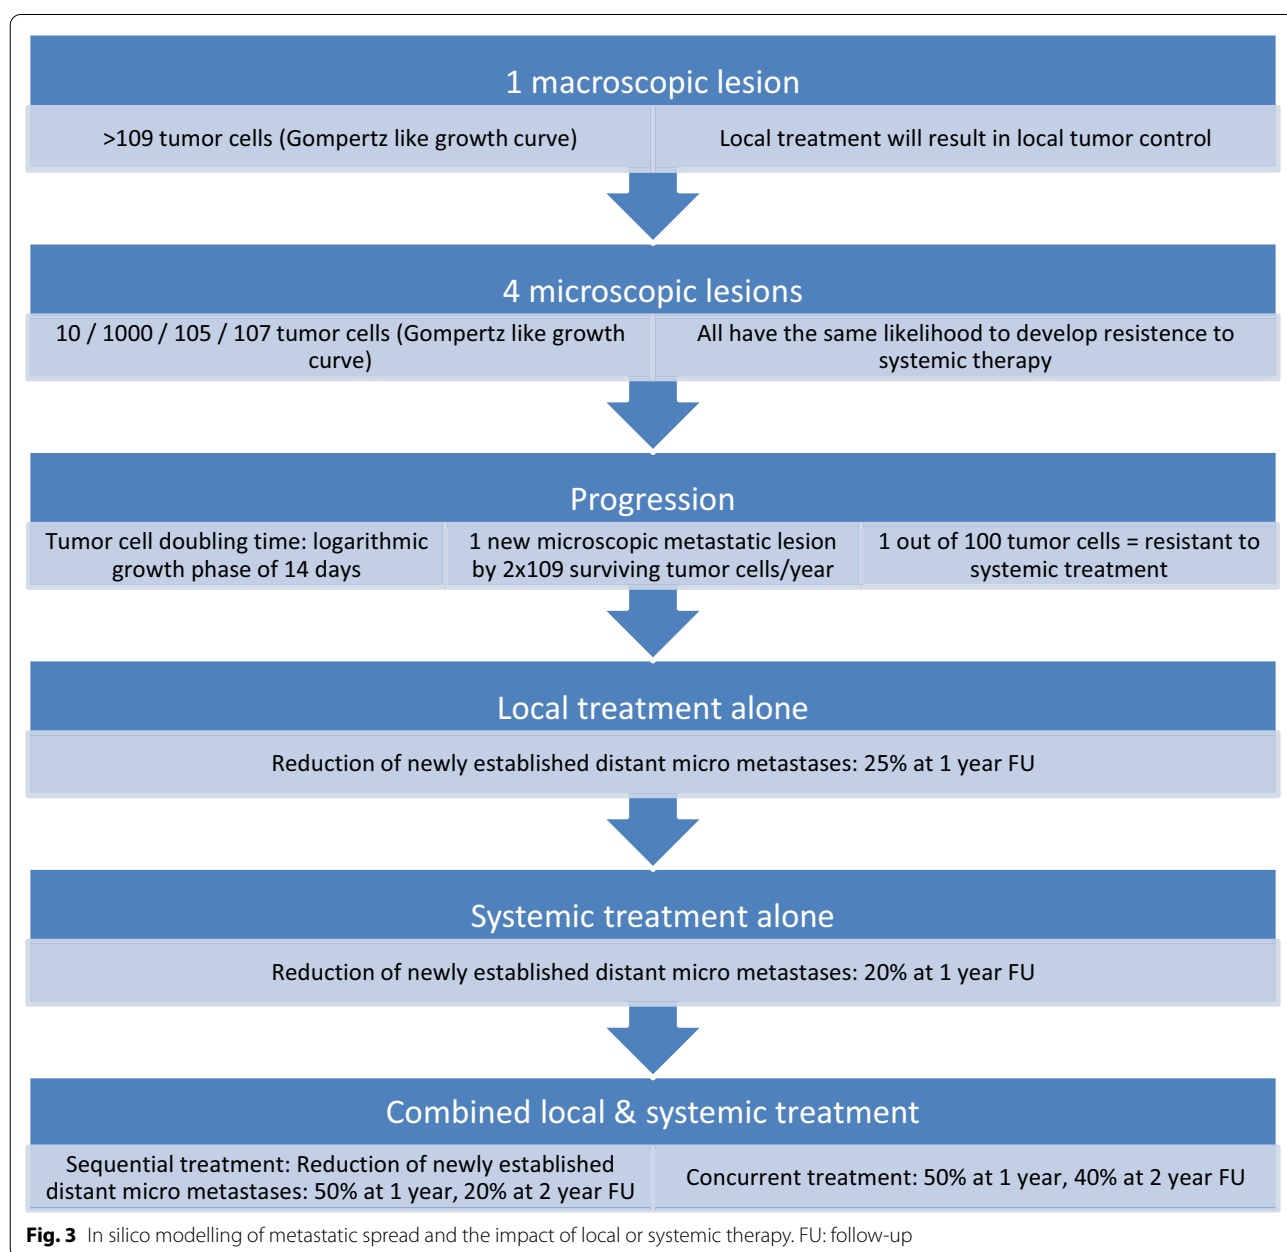 1 macroscopic lesion
>109 tumor cells (Gompertz like growth curve)
Local treatment will result in local tumor control
4 microscopic lesions
10 / 1000 / 105 / 107 tumor cells (Gompertz like growth
curve)
All have the same likelihood to develop resistence to
systemic therapy
Progression
Tumor cell doubling time: logarithmic
growth phase of 14 days
1 new microscopic metastatic lesion
by 2x109 surviving tumor cells/year
1 out of 100 tumor cells = resistant to
systemic treatment
Local treatment alone
Reduction of newly established distant micro metastases: 25% at 1 year FU
Systemic treatment alone
Reduction of newly established distant micro metastases: 20% at 1 year FU
Combined local & systemic treatment
Sequential treatment: Reduction of newly established
distant micro metastases: 50% at 1 year, 20% at 2 year FU
Concurrent treatment: 50% at 1 year, 40% at 2 year FU
Fig. 3 In silico modelling of metastatic spread and the impact of local or systemic therapy. FU: follow-up